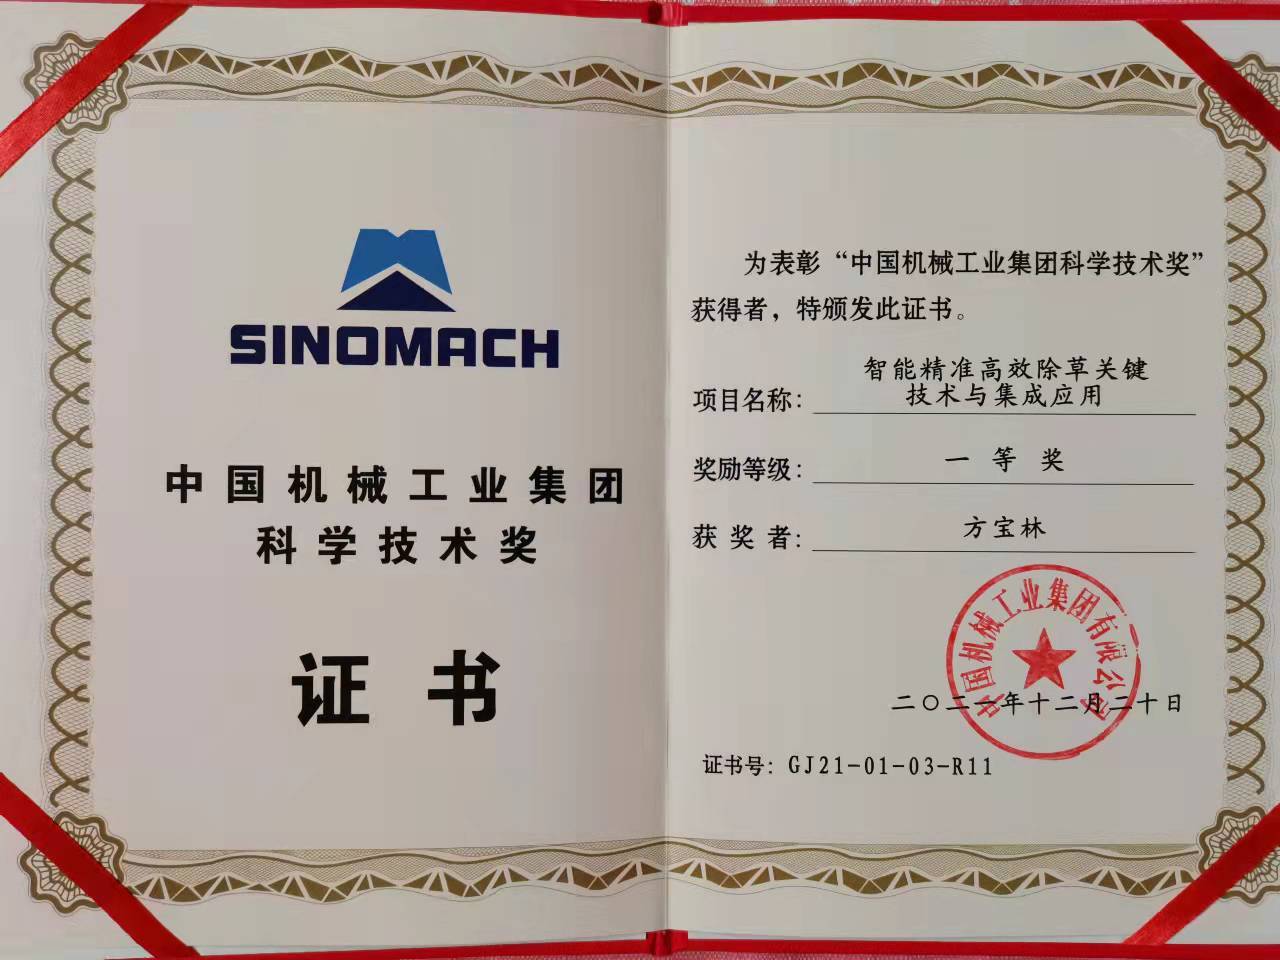 SINOMACH
中国机械工业集团
科学技术奖
证书
为表彰“中国机械工业集团科学技术奖”
获得者，特颁发此证书。
项目名称：智能精准高效除草关键
技术与集成应用
奖励等级：一等奖
获奖者：方宝林
中国机械工业集团有限公司
二〇二一年十二月二十日
证书号：GJ21-01-03-R11